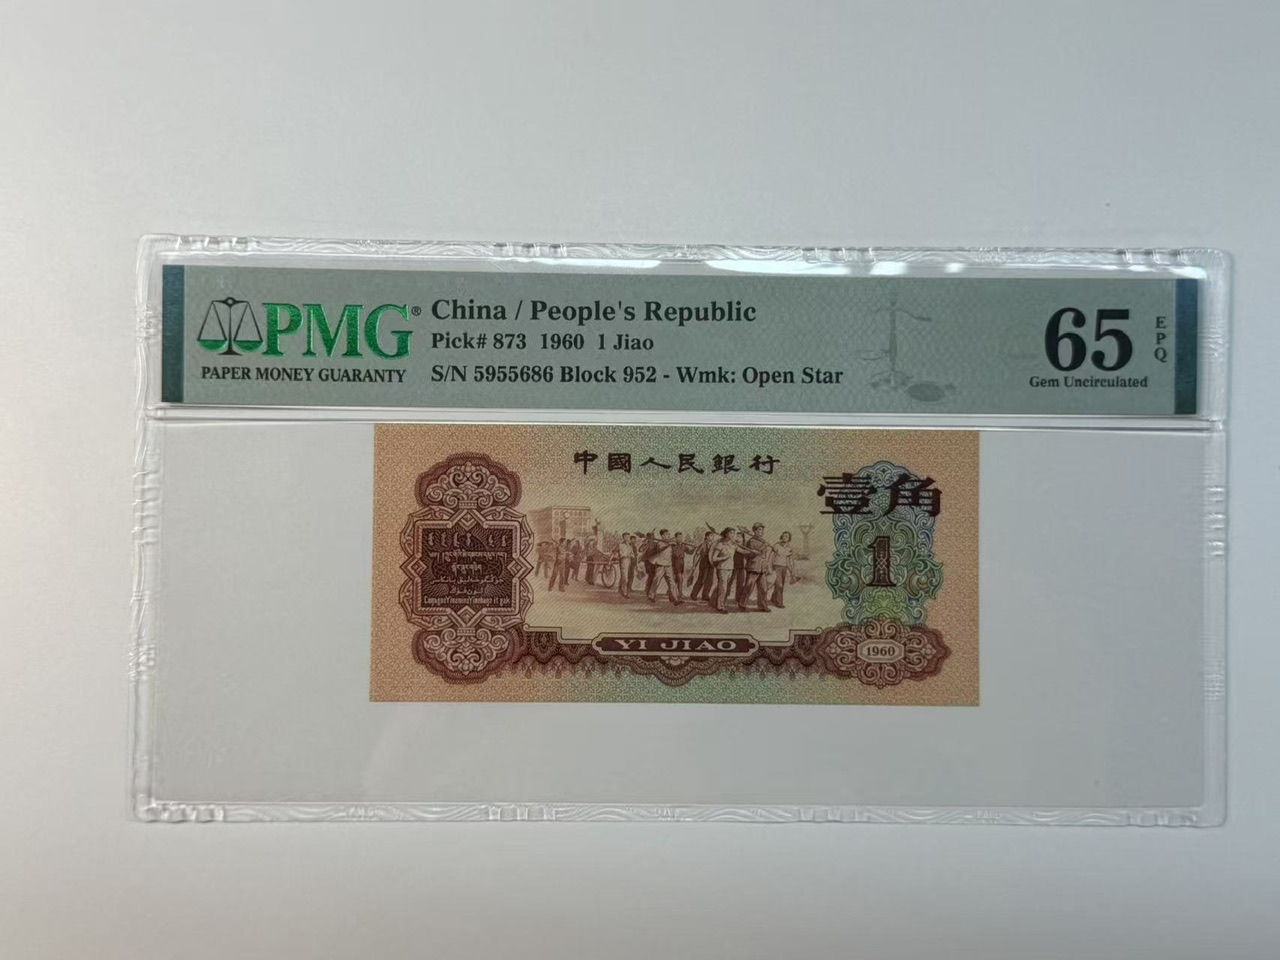 PMG®
PAPER MONEY GUARANTY
China / People's Republic
Pick# 873 1960 1 Jiao
S/N 5955686 Block 952 - Wmk: Open Star
65
EPQ
Gem Uncirculated
中國人民銀行
壹角
1
YI JIAO
1960